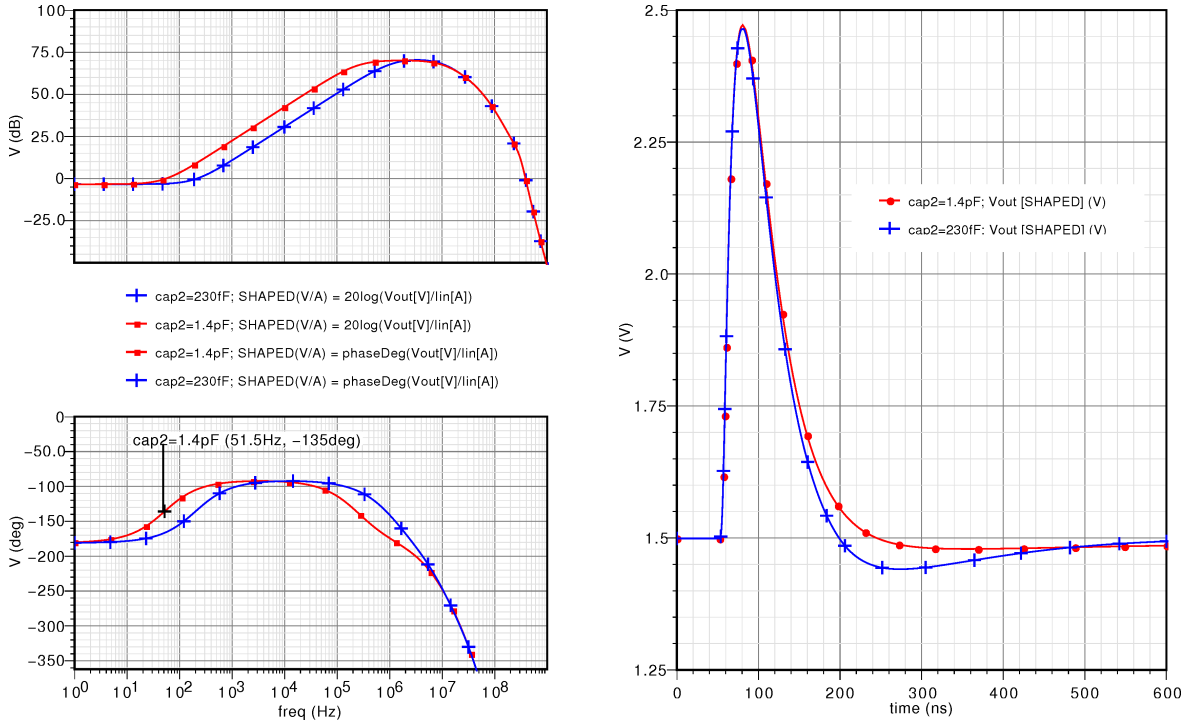 100
75.0
50.0
25.0
0
−25.0
V (dB)
cap2=230fF; SHAPED(V/A) = 20log(Vout[V]/Iin[A])
cap2=1.4pF; SHAPED(V/A) = 20log(Vout[V]/Iin[A])
cap2=1.4pF; SHAPED(V/A) = phaseDeg(Vout[V]/Iin[A])
cap2=230fF; SHAPED(V/A) = phaseDeg(Vout[V]/Iin[A])
0
−50.0
−100
−150
−200
−250
−300
−350
V (deg)
cap2=1.4pF (51.5Hz, −135deg)
10⁰ 10¹ 10² 10³ 10⁴ 10⁵ 10⁶ 10⁷ 10⁸
freq (Hz)
2.5
2.25
2.0
1.75
1.5
1.25
V (V)
cap2=1.4pF; Vout [SHAPED] (V)
cap2=230fF; Vout [SHAPED] (V)
0 100 200 300 400 500 600
time (ns)